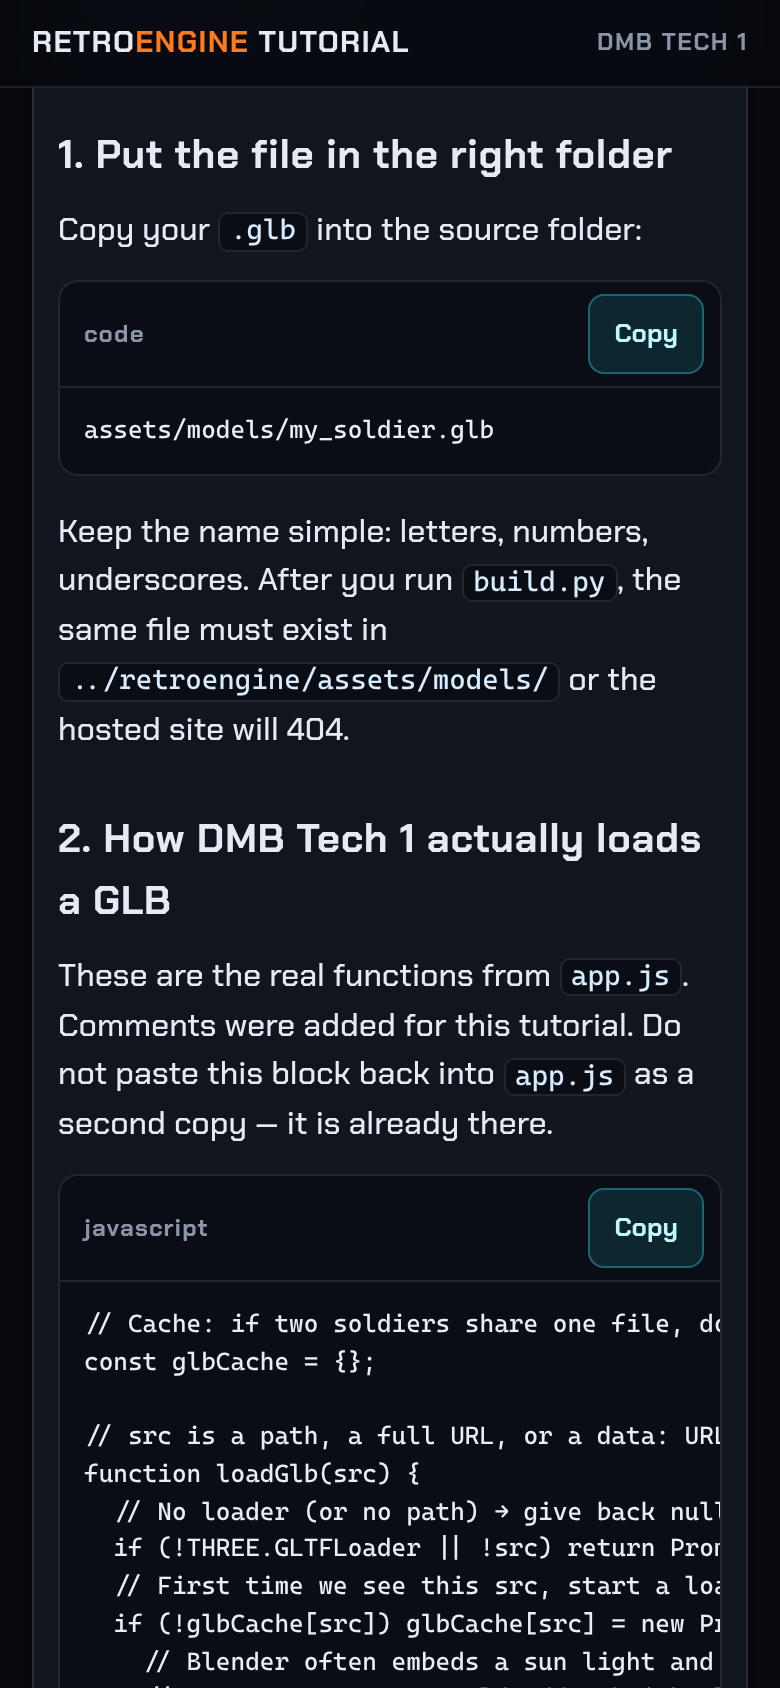 RETROENGINE TUTORIAL
DMB TECH 1
1. Put the file in the right folder
Copy your .glb into the source folder:
code
Copy
assets/models/my_soldier.glb
Keep the name simple: letters, numbers,
underscores. After you run build.py, the
same file must exist in
../retroengine/assets/models/ or the
hosted site will 404.
2. How DMB Tech 1 actually loads
a GLB
These are the real functions from app.js.
Comments were added for this tutorial. Do
not paste this block back into app.js as a
second copy — it is already there.
javascript
Copy
// Cache: if two soldiers share one file, do
const glbCache = {};
// src is a path, a full URL, or a data: URL
function loadGlb(src) {
// No loader (or no path) → give back null
if (!THREE.GLTFLoader || !src) return Prom
// First time we see this src, start a loa
if (!glbCache[src]) glbCache[src] = new Pr
// Blender often embeds a sun light and